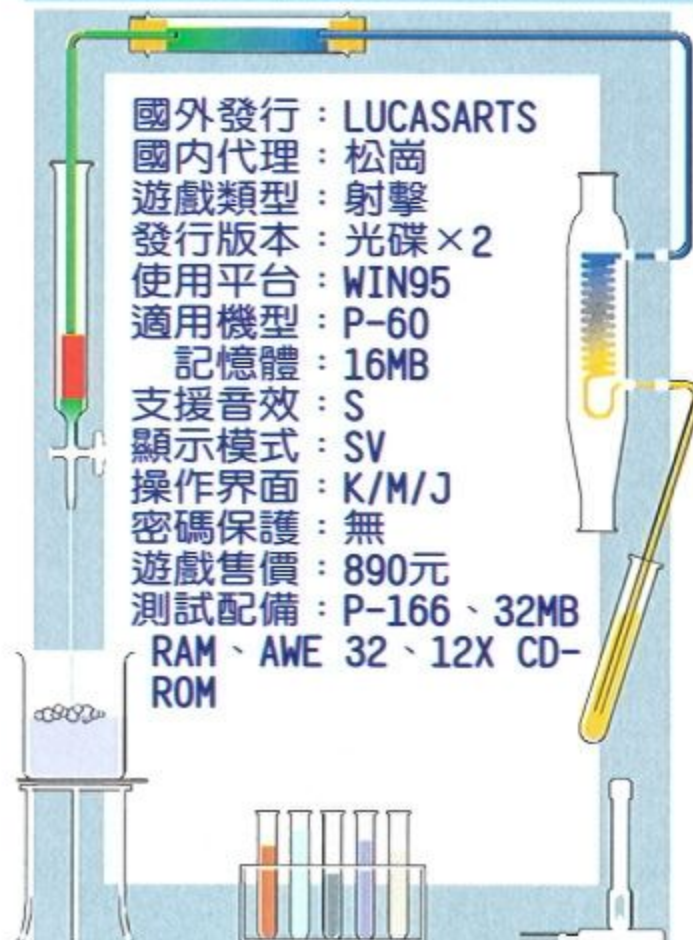 國外發行：LUCASARTS
國內代理：松崗
遊戲類型：射擊
發行版本：光碟×2
使用平台：WIN95
適用機型：P-60
記憶體：16MB
支援音效：S
顯示模式：SV
操作界面：K/M/J
密碼保護：無
遊戲售價：890元
測試配備：P-166、32MB
RAM、AWE 32、12X CD-
ROM